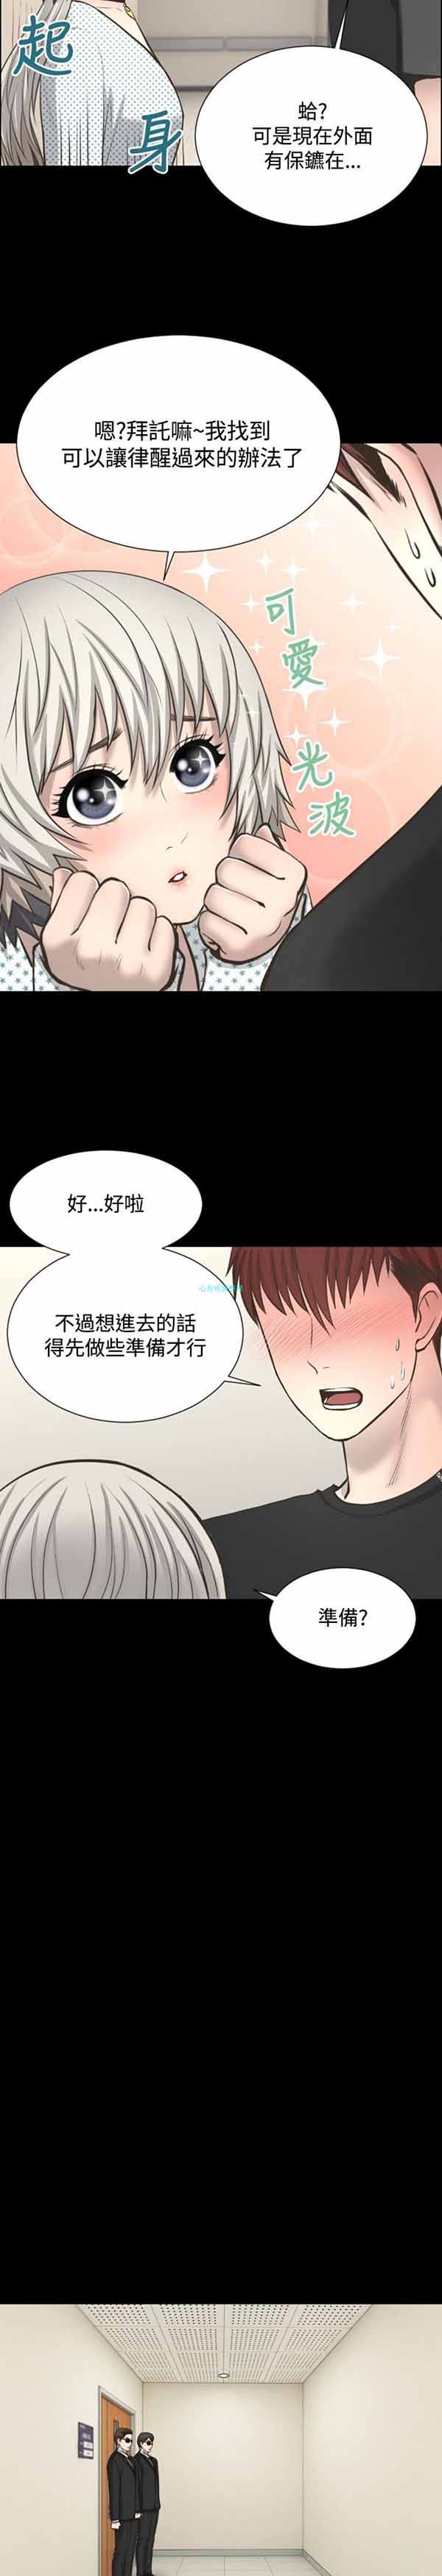 起
身
蛤?
可是現在外面
有保鑣在...
嗯?拜託嘛~我找到
可以讓律醒過來的辦法了
可
愛
光
波
好...好啦
不過想進去的話
得先做些準備才行
準備?